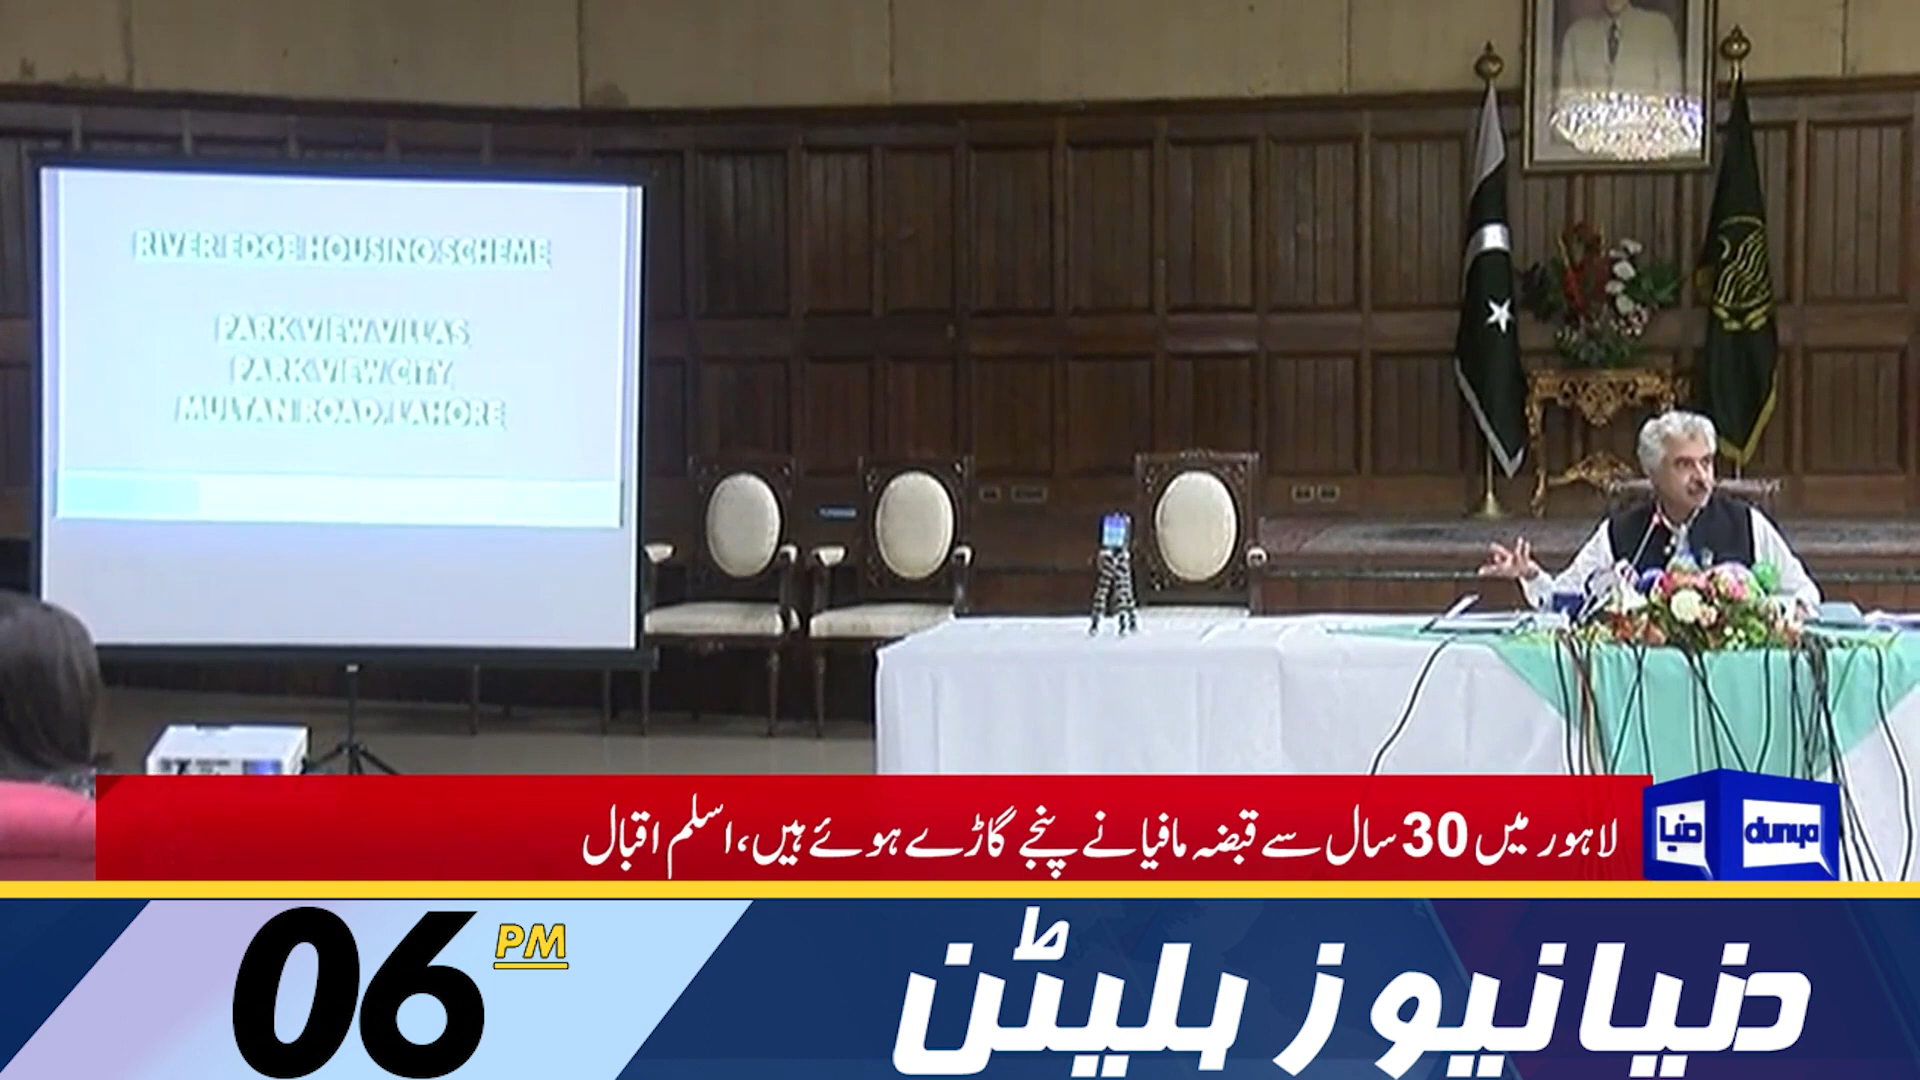 RIVER EDGE HOUSING SCHEME
PARK VIEW VILLAS
PARK VIEW CITY
MULTAN ROAD, LAHORE
لاہور میں 30 سال سے قبضہ مافیا نے پنجے گاڑے ہوئے ہیں، اسلم اقبال
دنیا dunya
06 PM
دنیا نیوز بلیٹن